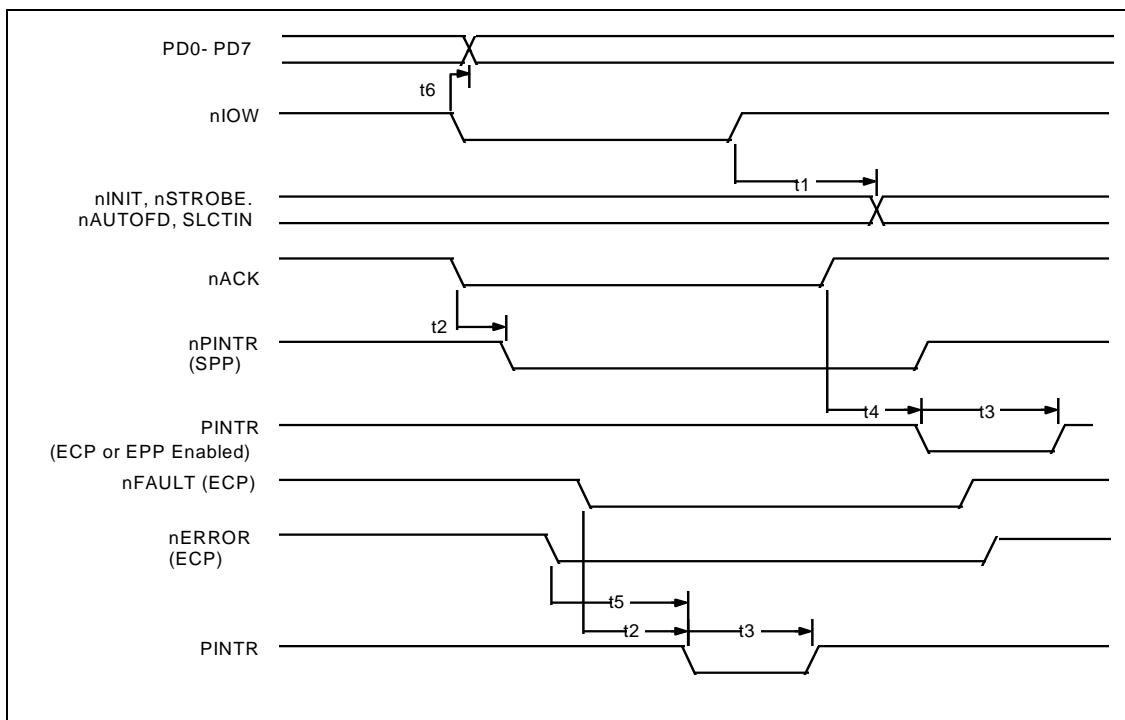 PD0- PD7
t6
nIOW
t1
nINIT, nSTROBE.
nAUTOFD, SLCTIN
nACK
t2
nPINTR
(SPP)
t4
t3
PINTR
(ECP or EPP Enabled)
nFAULT (ECP)
nERROR
(ECP)
t5
t2
t3
PINTR